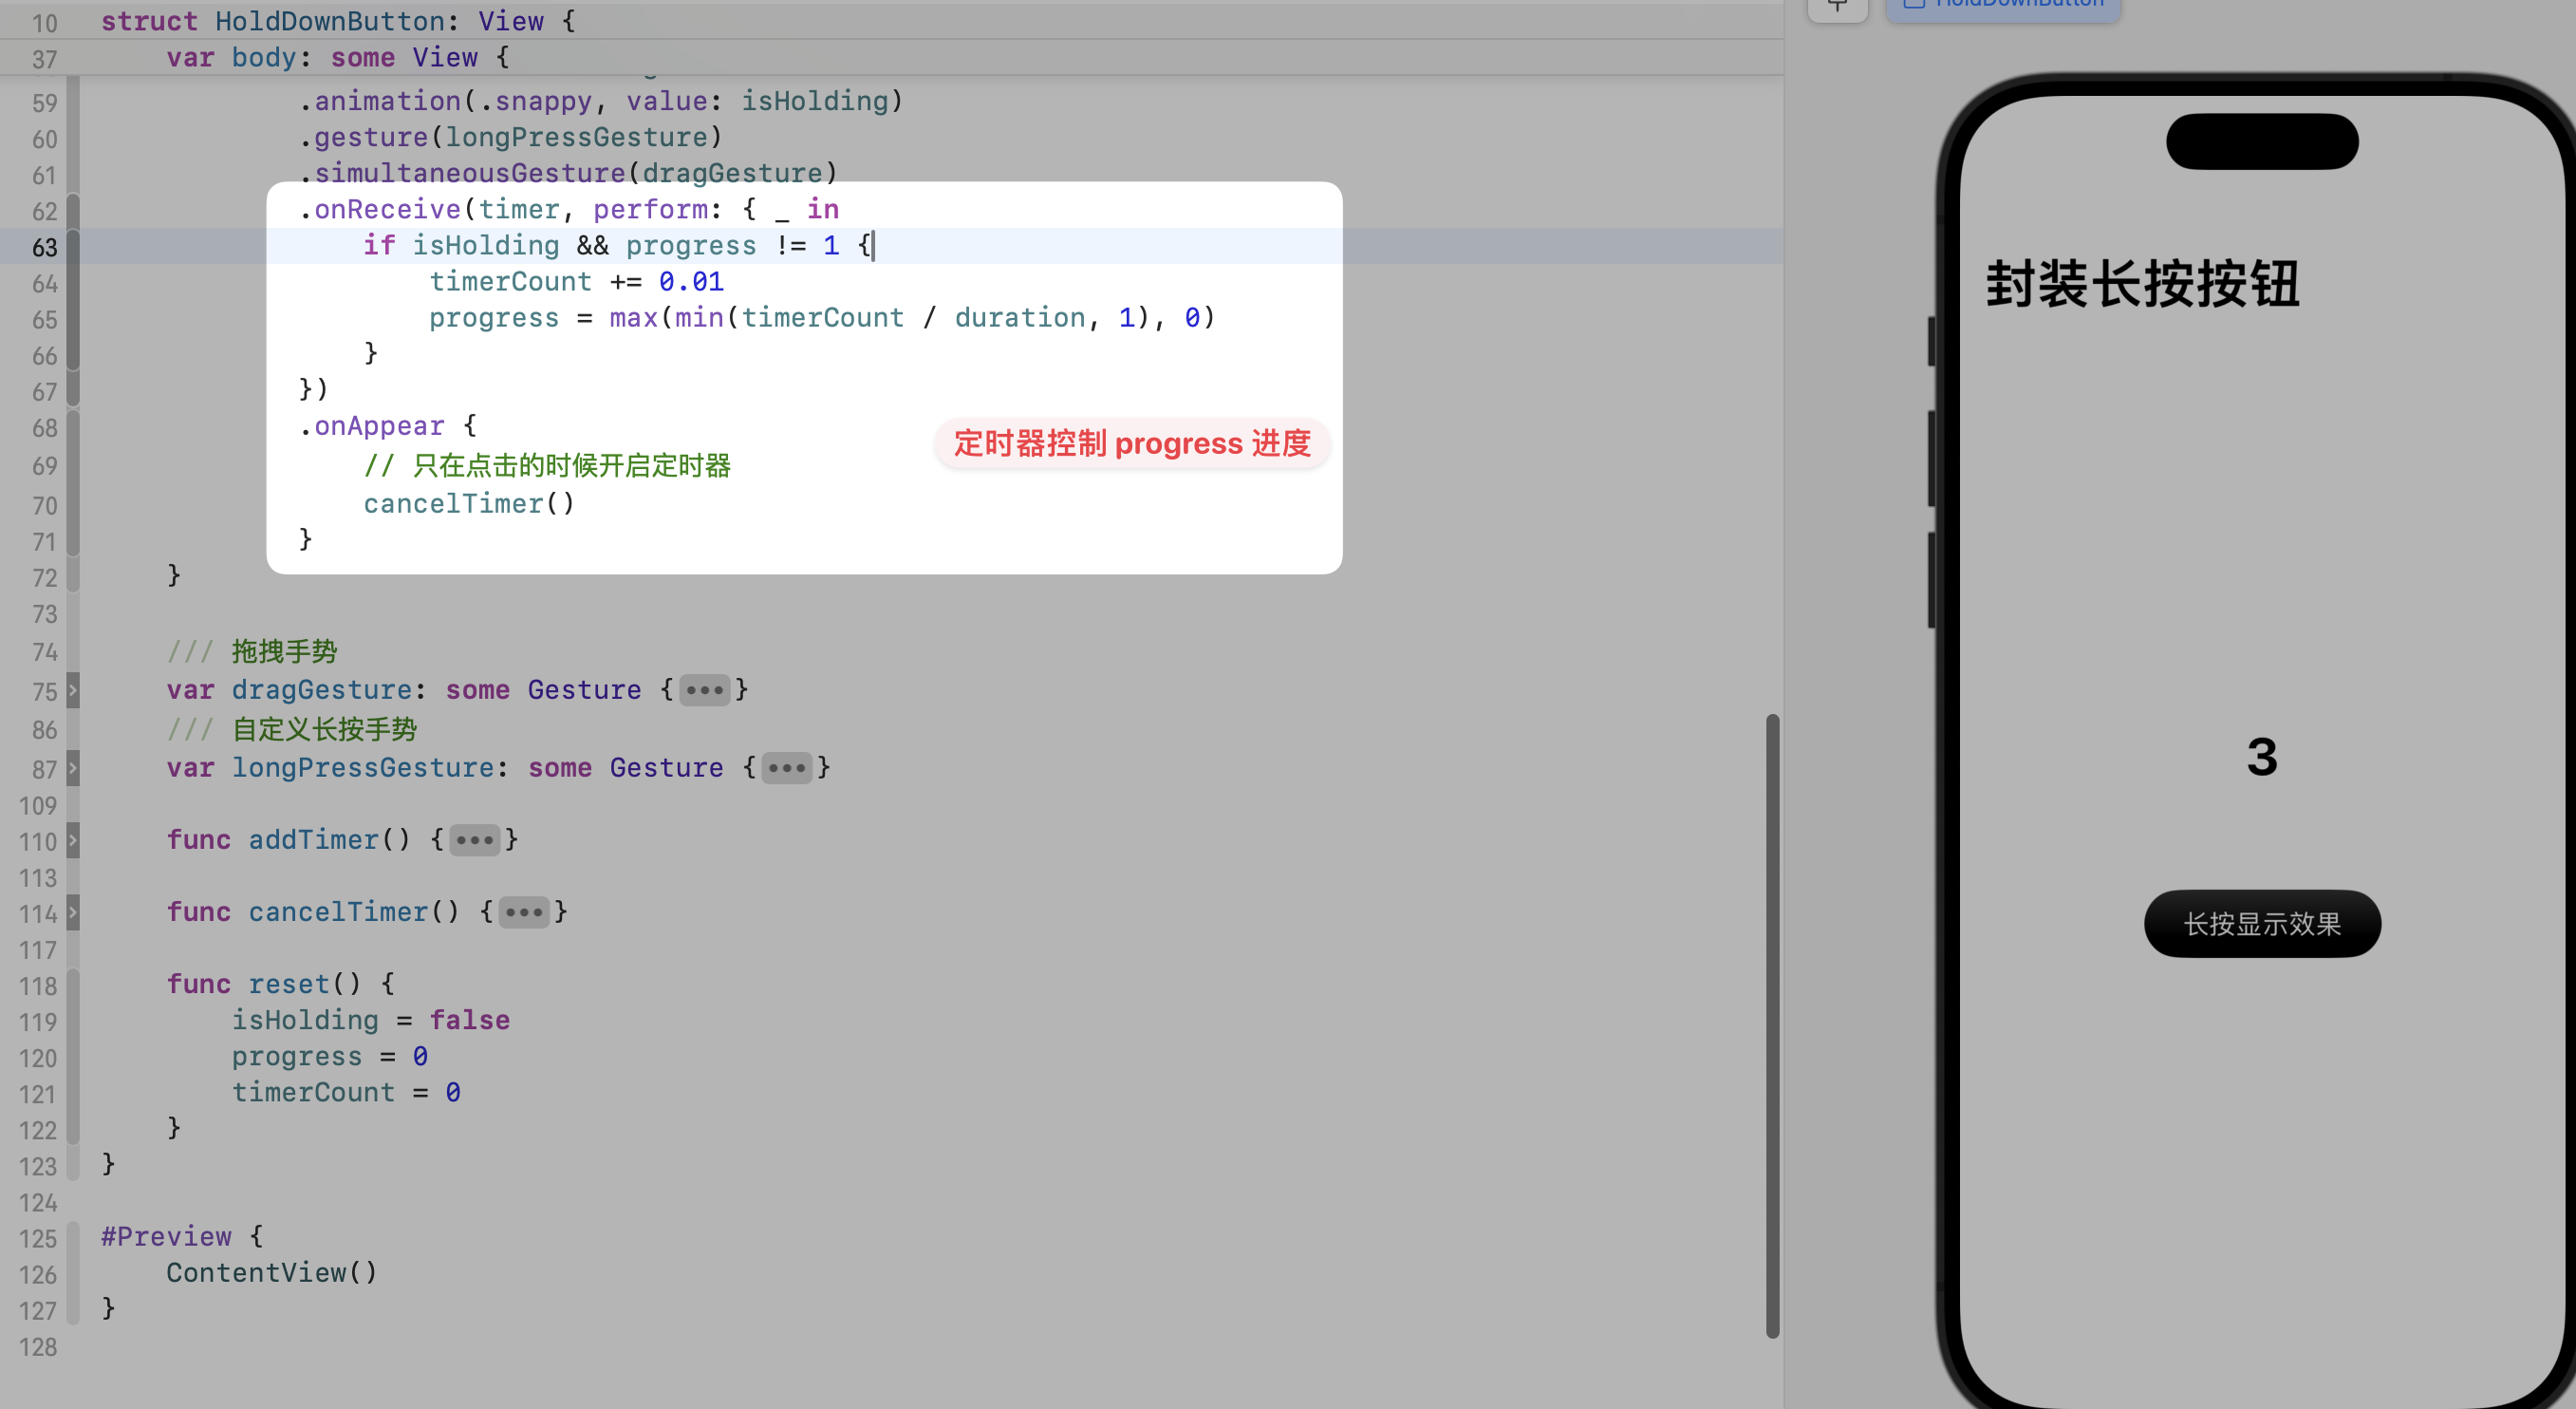 10 struct HoldDownButton: View {
37 var body: some View {
59 .animation(.snappy, value: isHolding)
60 .gesture(longPressGesture)
61 .simultaneousGesture(dragGesture)
62 .onReceive(timer, perform: { _ in
63 if isHolding && progress != 1 {
64 timerCount += 0.01
65 progress = max(min(timerCount / duration, 1), 0)
66 }
67 })
68 .onAppear {
69 // 只在点击的时候开启定时器
70 cancelTimer()
71 }
定时器控制 progress 进度
72 }
73
74 /// 拖拽手势
75 var dragGesture: some Gesture {•••}
86 /// 自定义长按手势
87 var longPressGesture: some Gesture {•••}
109
110 func addTimer() {•••}
113
114 func cancelTimer() {•••}
117
118 func reset() {
119 isHolding = false
120 progress = 0
121 timerCount = 0
122 }
123 }
124
125 #Preview {
126 ContentView()
127 }
128
HoldDownButton
封装长按按钮
3
长按显示效果